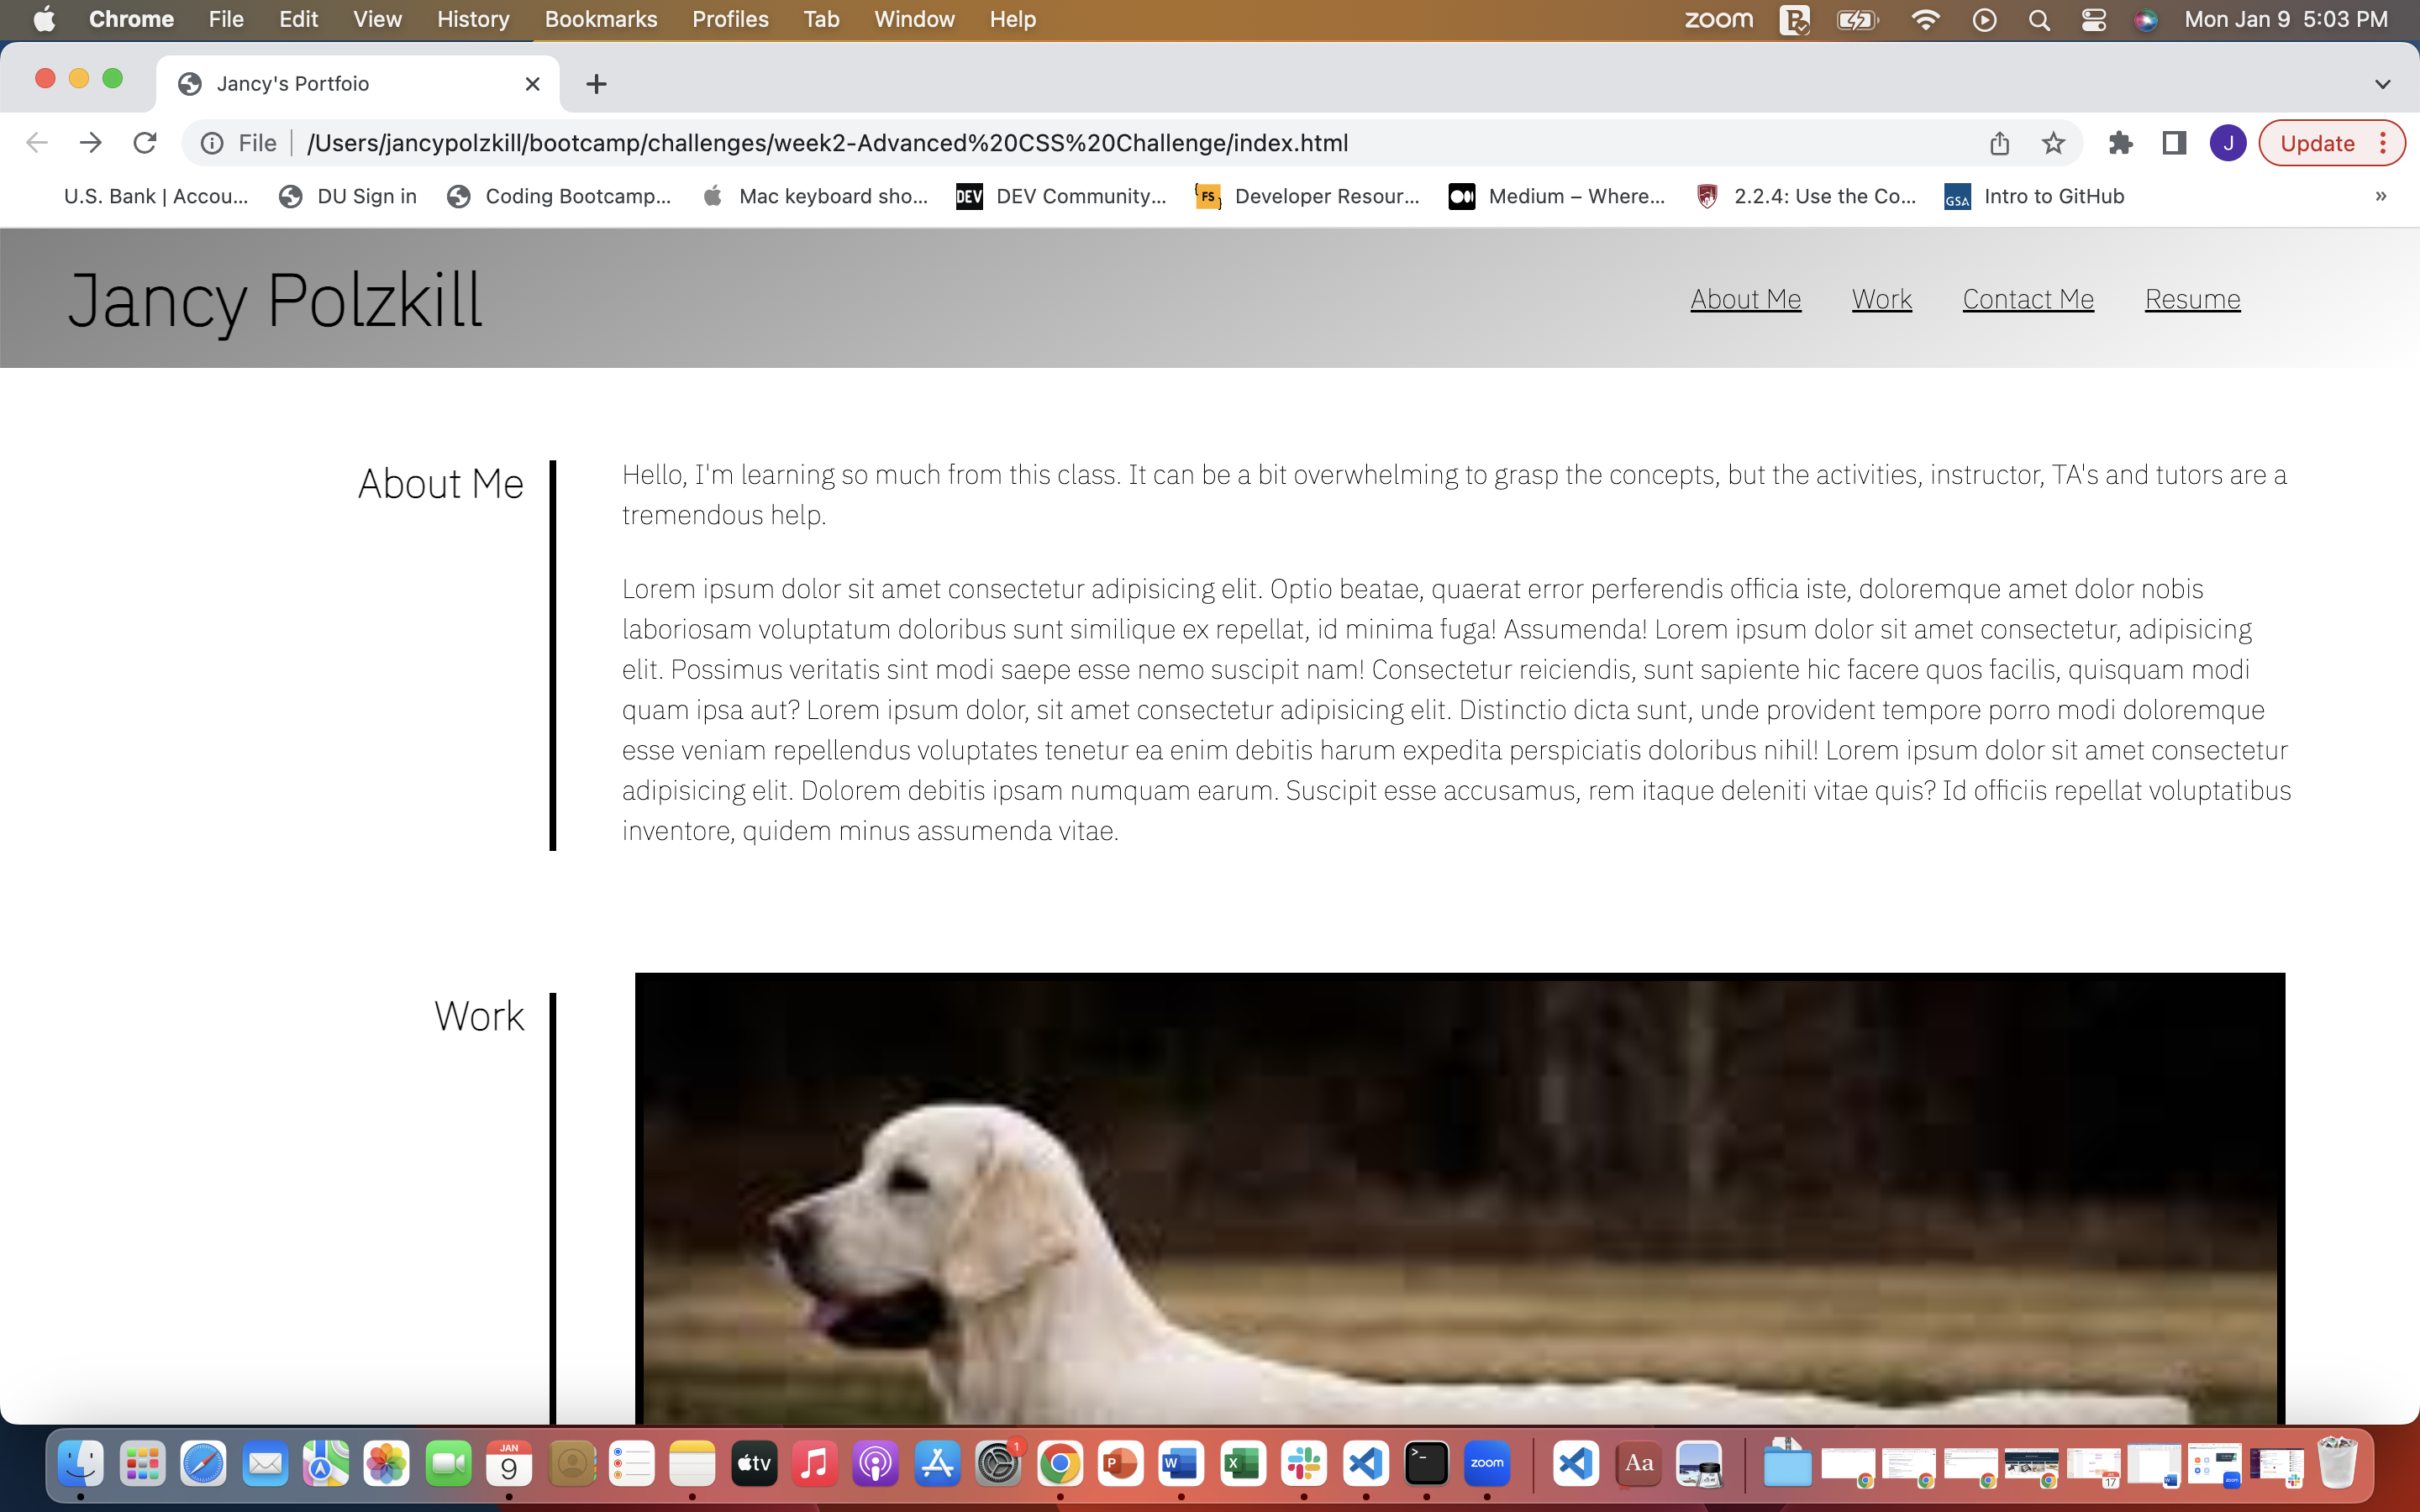 Chrome File Edit View History Bookmarks Profiles Tab Window Help zoom Mon Jan 9 5:03 PM
Jancy's Portfoio
File /Users/jancypolzkill/bootcamp/challenges/week2-Advanced%20CSS%20Challenge/index.html J Update
U.S. Bank | Accou... DU Sign in Coding Bootcamp... Mac keyboard sho... DEV DEV Community... FS Developer Resour... Medium – Where... 2.2.4: Use the Co... GSA Intro to GitHub »
Jancy Polzkill About Me Work Contact Me Resume
About Me
Hello, I'm learning so much from this class. It can be a bit overwhelming to grasp the concepts, but the activities, instructor, TA's and tutors are a
tremendous help.
Lorem ipsum dolor sit amet consectetur adipisicing elit. Optio beatae, quaerat error perferendis officia iste, doloremque amet dolor nobis
laboriosam voluptatum doloribus sunt similique ex repellat, id minima fuga! Assumenda! Lorem ipsum dolor sit amet consectetur, adipisicing
elit. Possimus veritatis sint modi saepe esse nemo suscipit nam! Consectetur reiciendis, sunt sapiente hic facere quos facilis, quisquam modi
quam ipsa aut? Lorem ipsum dolor, sit amet consectetur adipisicing elit. Distinctio dicta sunt, unde provident tempore porro modi doloremque
esse veniam repellendus voluptates tenetur ea enim debitis harum expedita perspiciatis doloribus nihil! Lorem ipsum dolor sit amet consectetur
adipisicing elit. Dolorem debitis ipsam numquam earum. Suscipit esse accusamus, rem itaque deleniti vitae quis? Id officiis repellat voluptatibus
inventore, quidem minus assumenda vitae.
Work
JAN 9 tv 1 P W X >_ zoom Aa 17